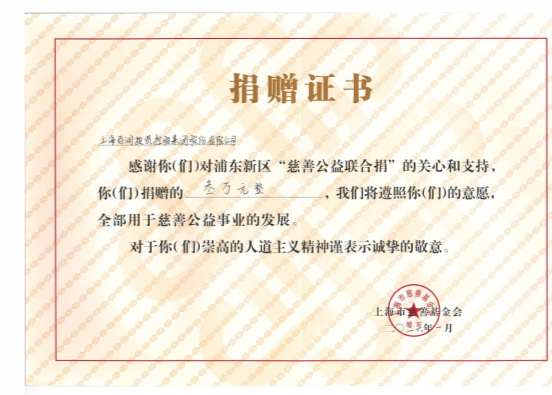 捐赠证书
上海百润投资控股集团股份有限公司
感谢你(们)对浦东新区“慈善公益联合捐”的关心和支持，
你(们)捐赠的 叁万元整 ，我们将遵照你(们)的意愿，
全部用于慈善公益事业的发展。
对于你(们)崇高的人道主义精神谨表示诚挚的敬意。
上海市慈善基金会
年一月